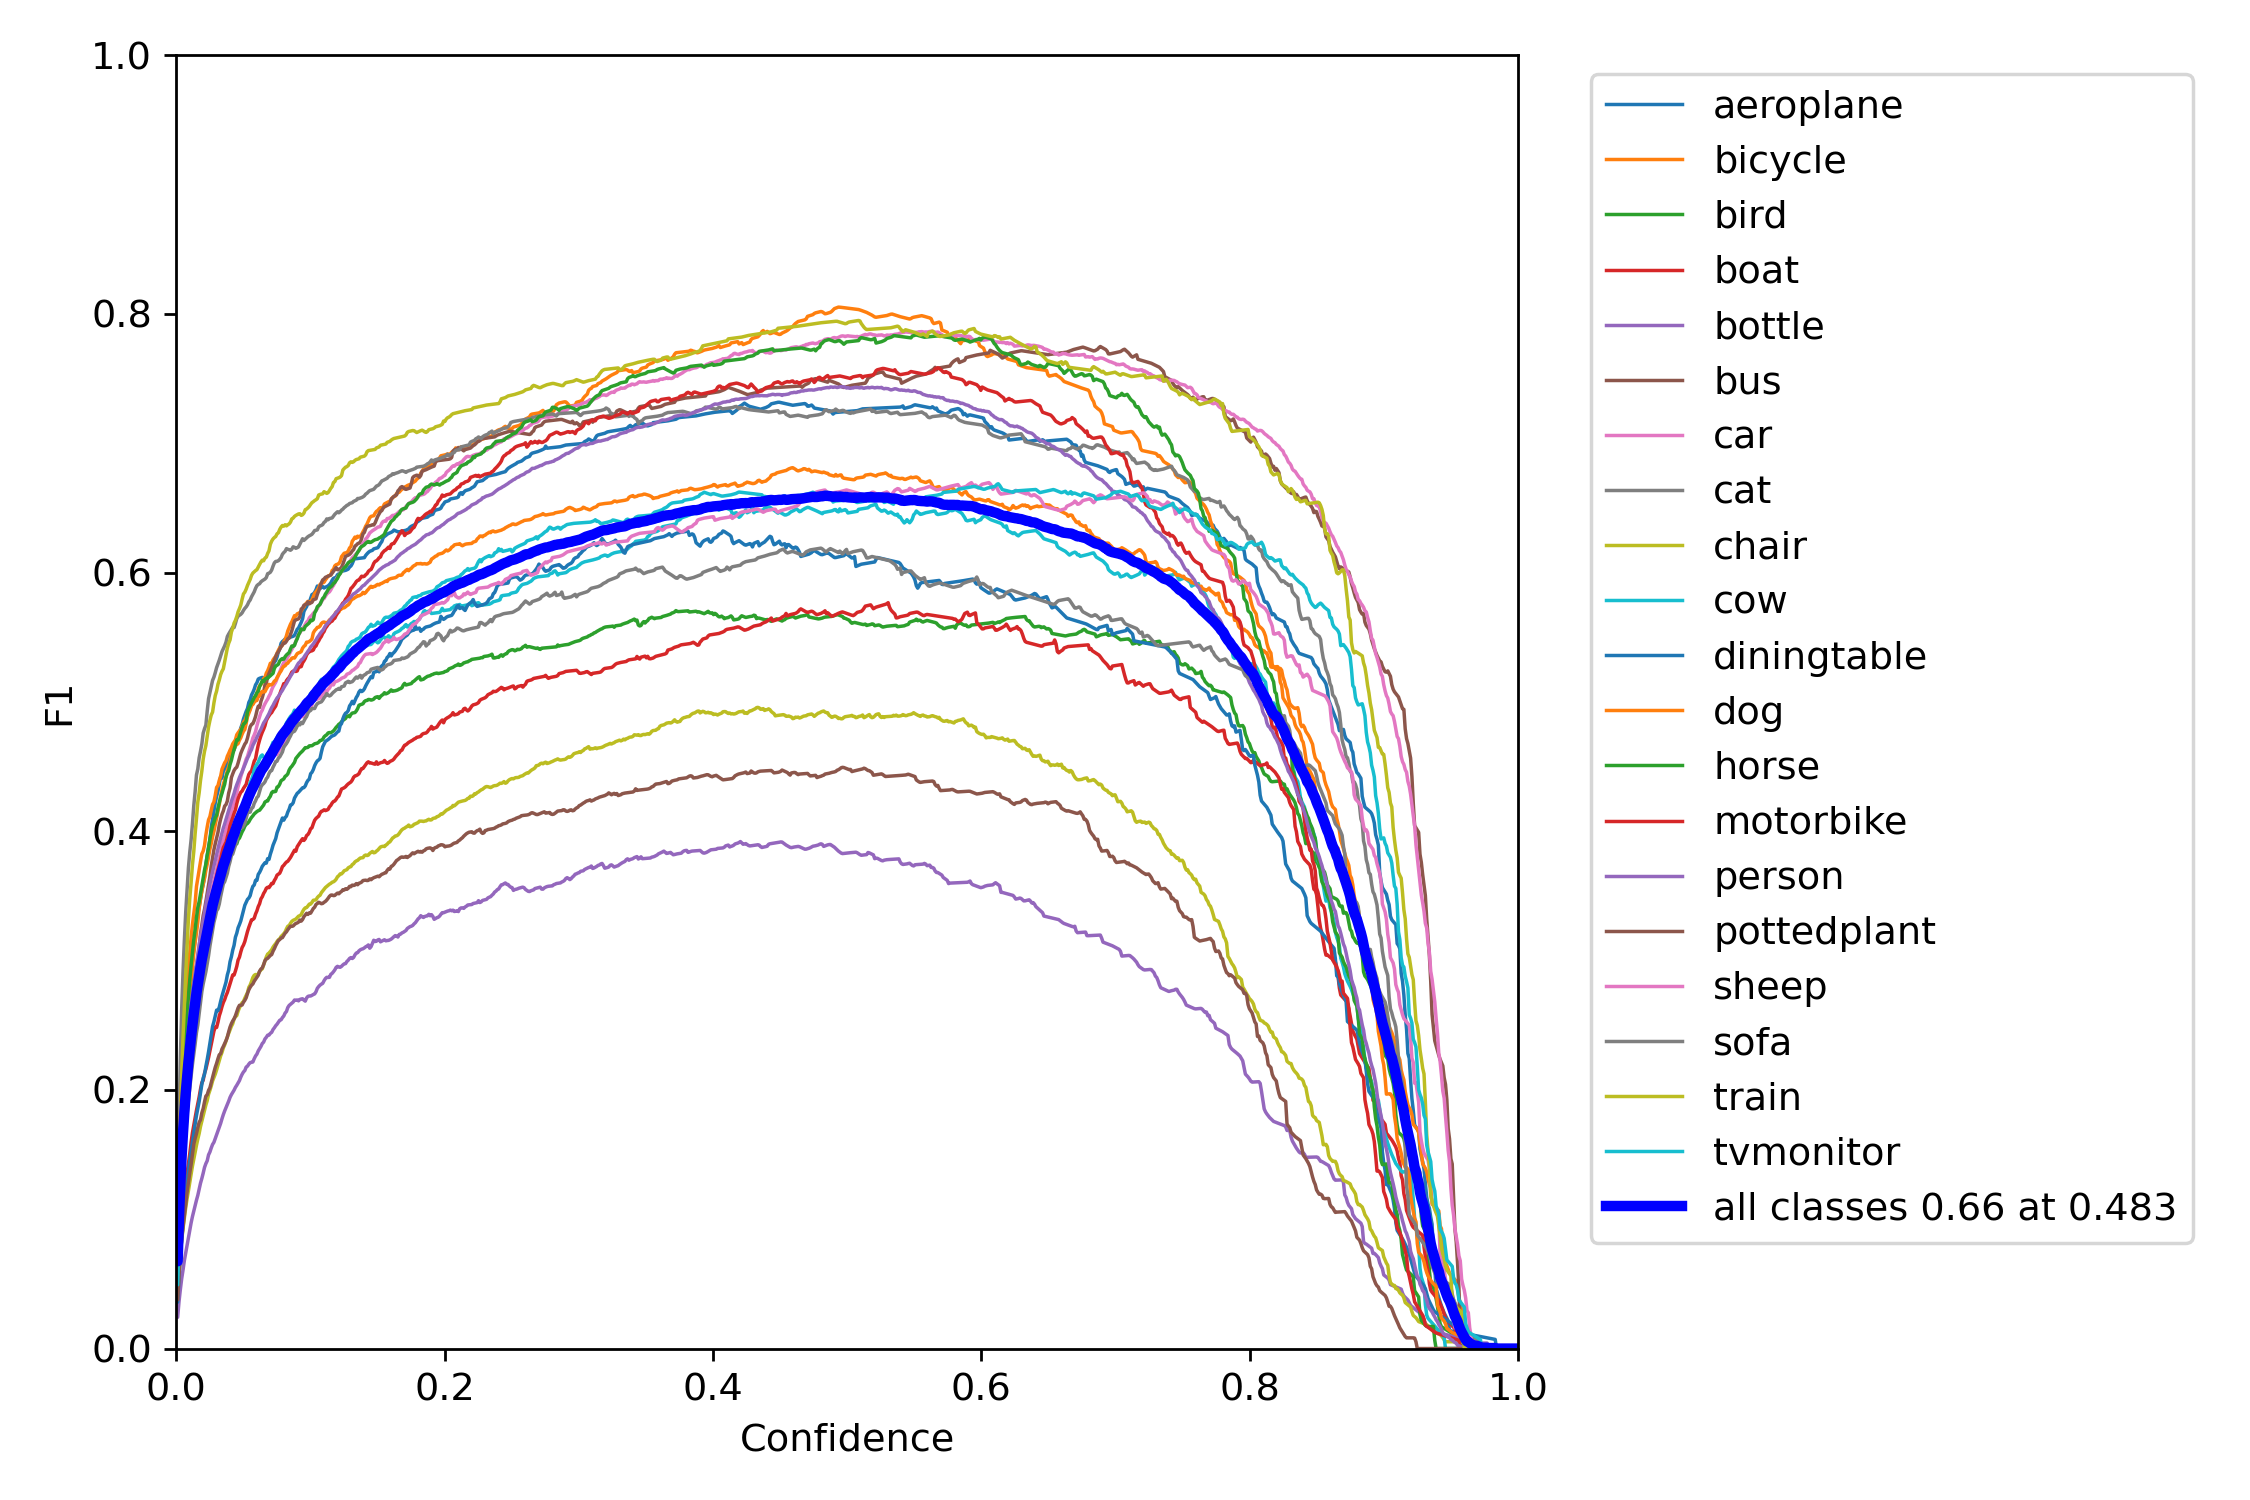 1.0
0.8
0.6
0.4
0.2
0.0
F1
0.0 0.2 0.4 0.6 0.8 1.0
Confidence
aeroplane
bicycle
bird
boat
bottle
bus
car
cat
chair
cow
diningtable
dog
horse
motorbike
person
pottedplant
sheep
sofa
train
tvmonitor
all classes 0.66 at 0.483